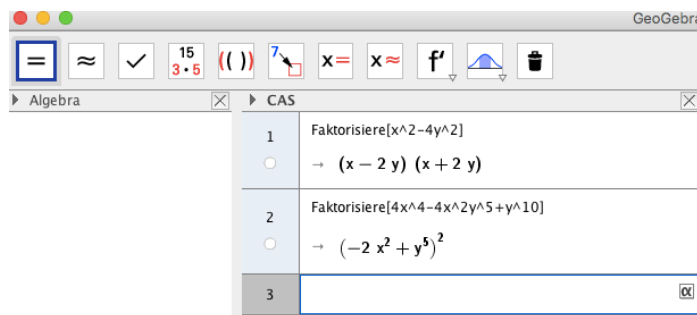 GeoGebra
= ≈ ✓ 15 3·5 (( )) 7 x= x≈ f′
Algebra
CAS
1
Faktorisiere[x^2-4y^2]
→ (x − 2 y) (x + 2 y)
2
Faktorisiere[4x^4-4x^2y^5+y^10]
→ (−2 x² + y⁵)²
3
α